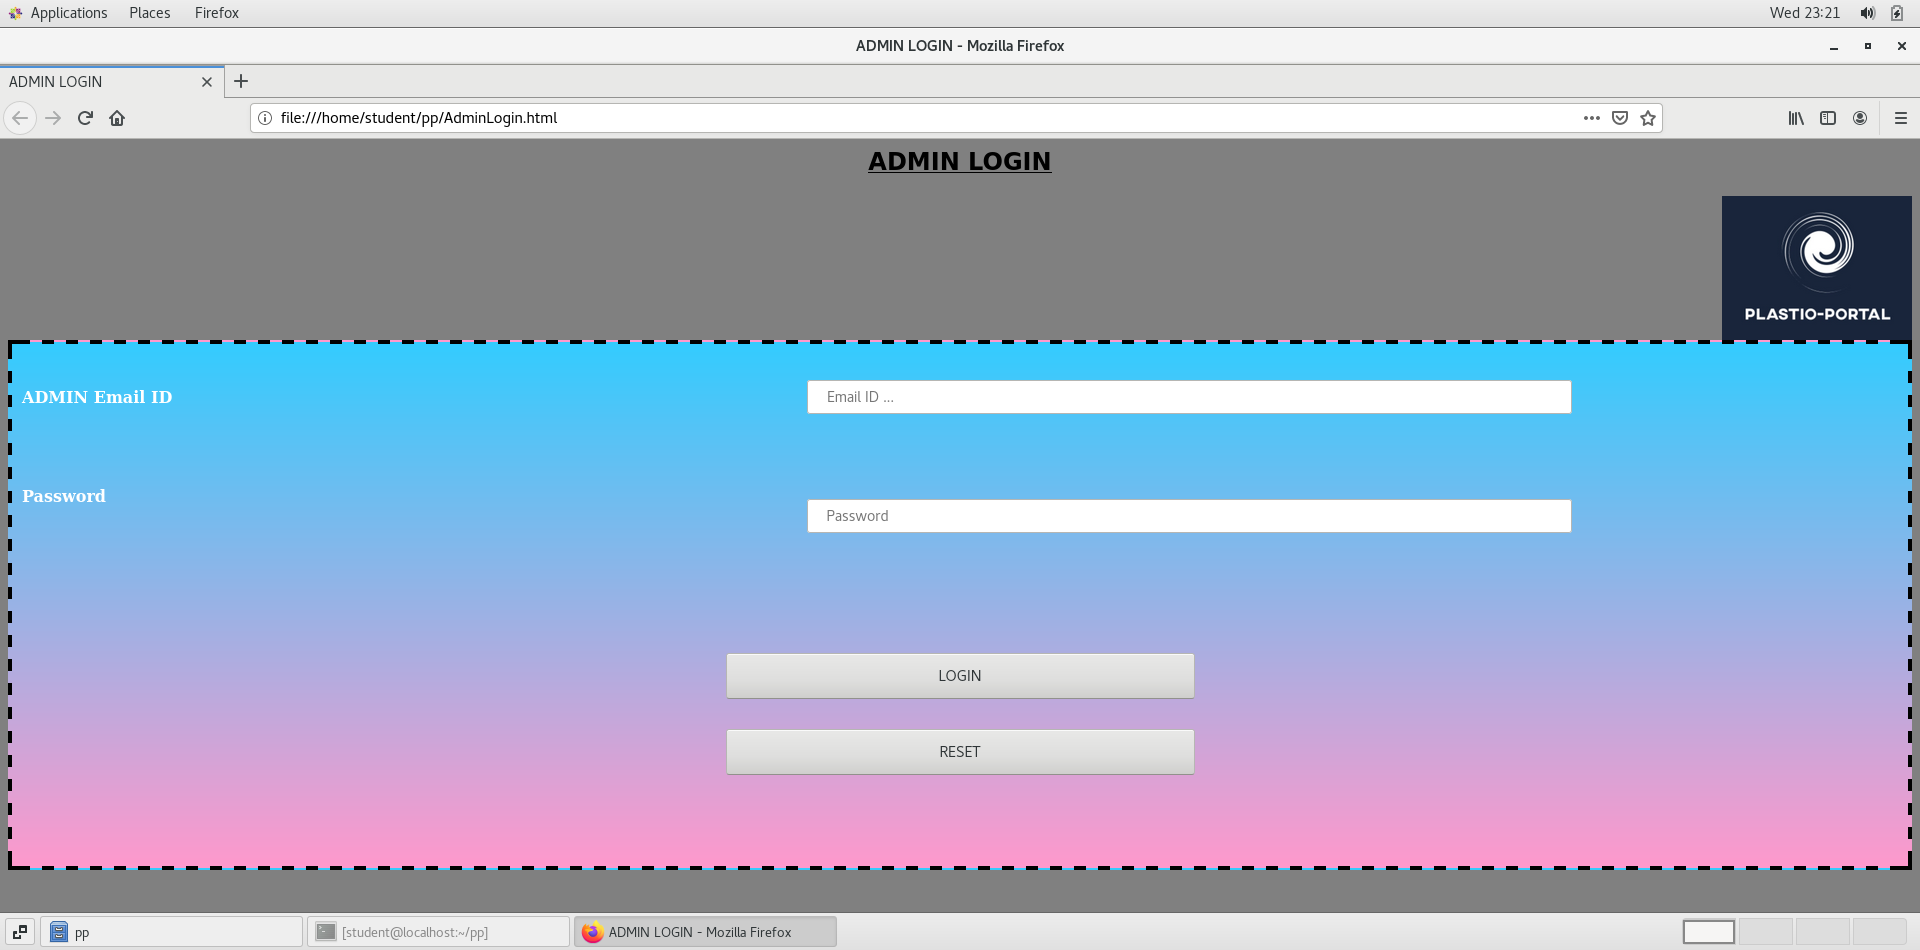 Applications Places Firefox Wed 23:21
ADMIN LOGIN - Mozilla Firefox
ADMIN LOGIN
file:///home/student/pp/AdminLogin.html
ADMIN LOGIN
PLASTIO-PORTAL
ADMIN Email ID Email ID ...
Password
Password
LOGIN
RESET
pp [student@localhost:~/pp] ADMIN LOGIN - Mozilla Firefox